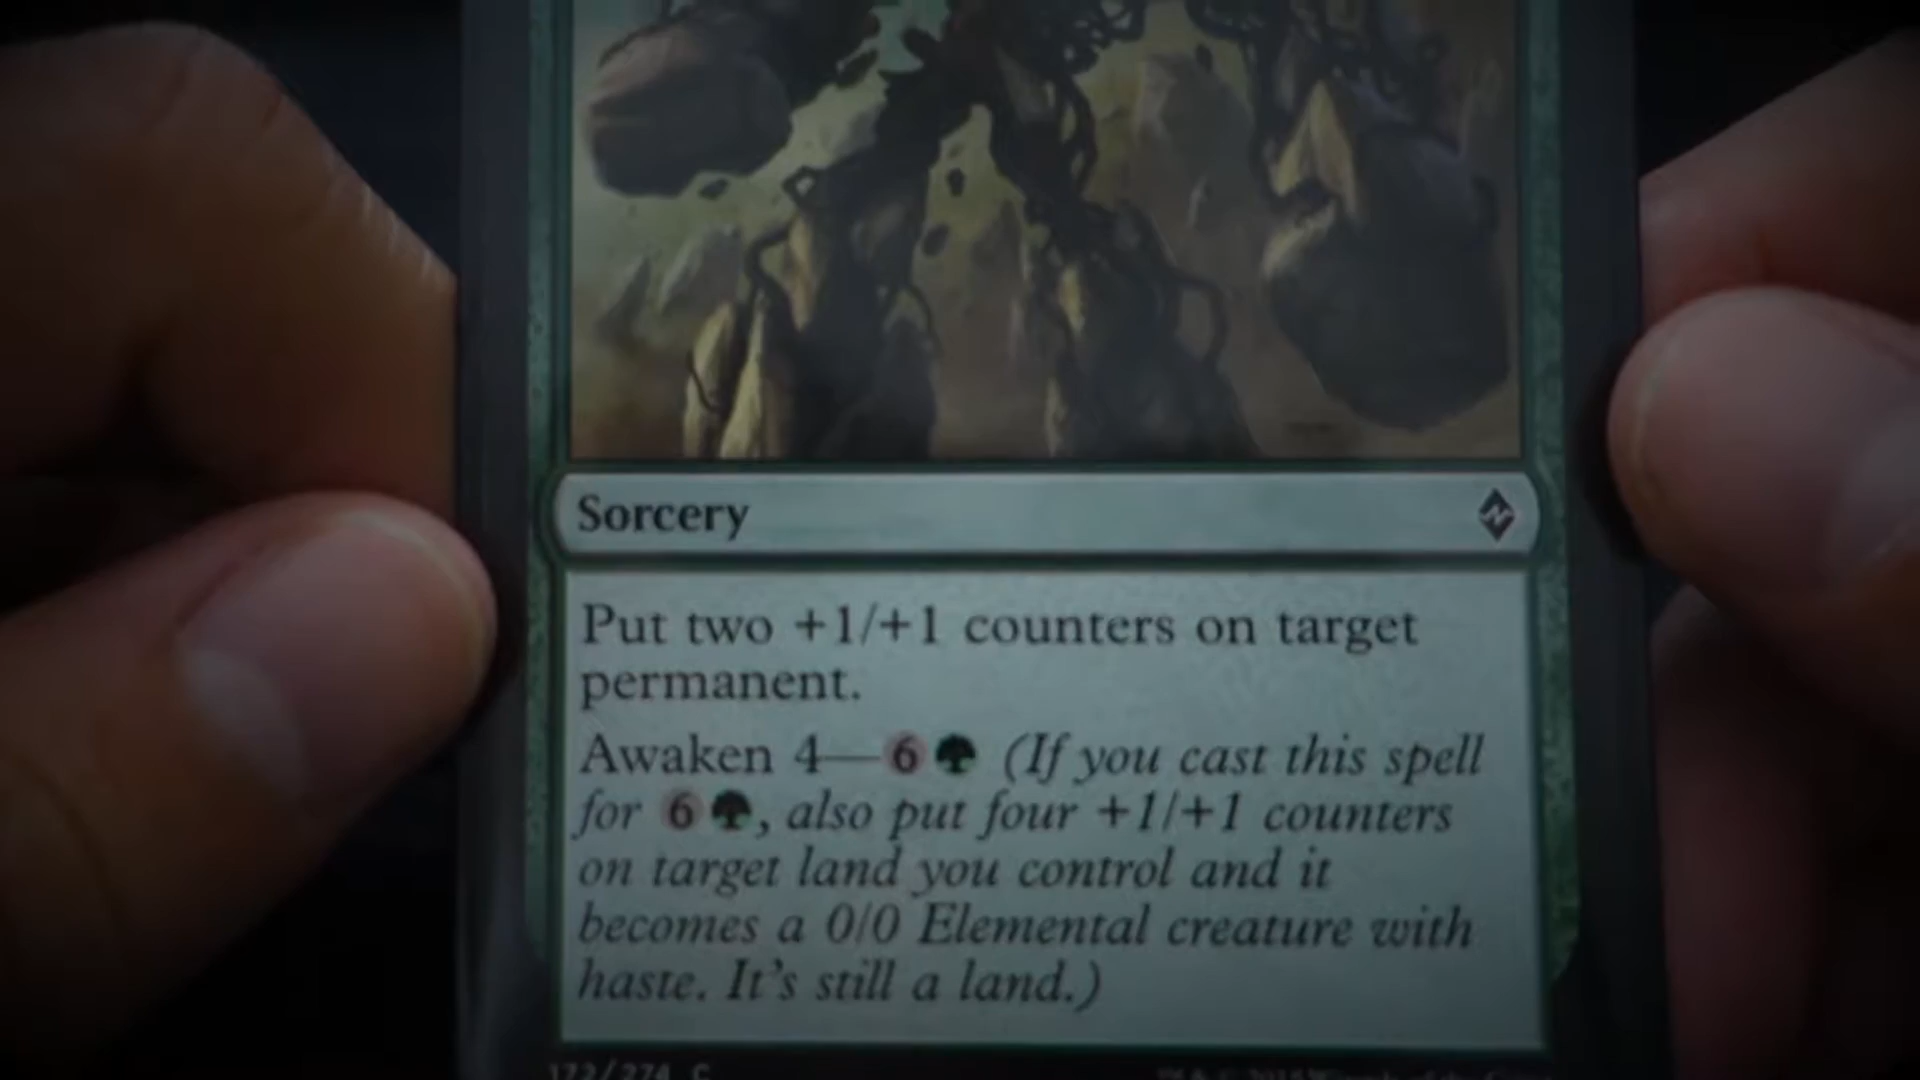 Sorcery
Put two +1/+1 counters on target
permanent.
Awaken 4—6 (If you cast this spell
for 6, also put four +1/+1 counters
on target land you control and it
becomes a 0/0 Elemental creature with
haste. It's still a land.)
172/274 C